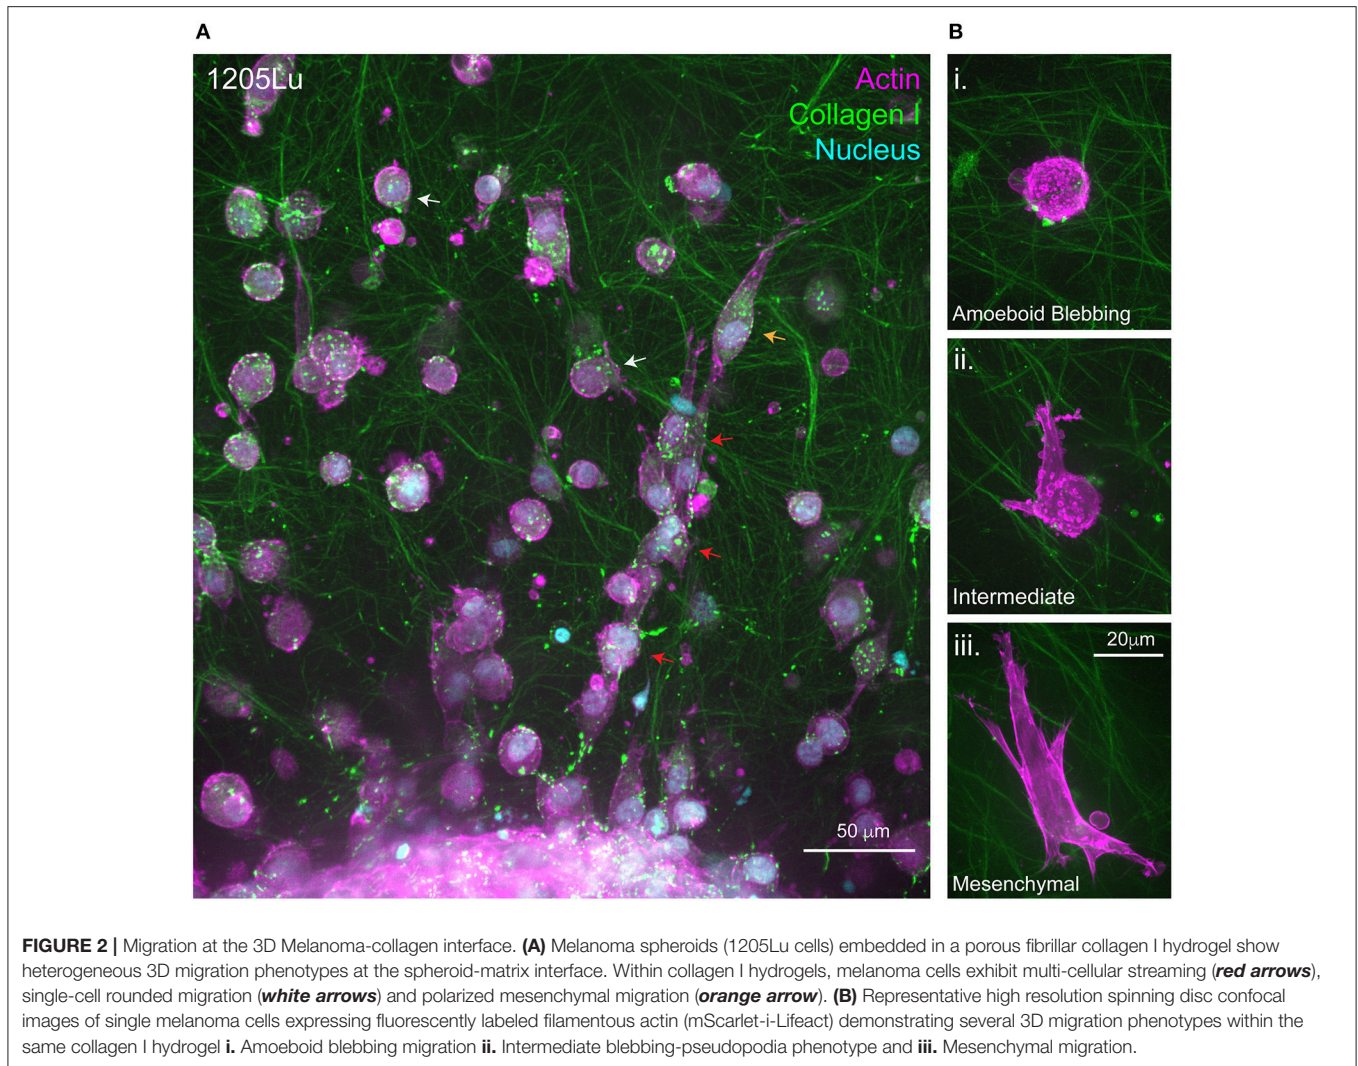 A
B
1205Lu
Actin
Collagen I
Nucleus
50 μm
i.
Amoeboid Blebbing
ii.
Intermediate
iii.
20μm
Mesenchymal
FIGURE 2 | Migration at the 3D Melanoma-collagen interface. (A) Melanoma spheroids (1205Lu cells) embedded in a porous fibrillar collagen I hydrogel show
heterogeneous 3D migration phenotypes at the spheroid-matrix interface. Within collagen I hydrogels, melanoma cells exhibit multi-cellular streaming (red arrows),
single-cell rounded migration (white arrows) and polarized mesenchymal migration (orange arrow). (B) Representative high resolution spinning disc confocal
images of single melanoma cells expressing fluorescently labeled filamentous actin (mScarlet-i-Lifeact) demonstrating several 3D migration phenotypes within the
same collagen I hydrogel i. Amoeboid blebbing migration ii. Intermediate blebbing-pseudopodia phenotype and iii. Mesenchymal migration.